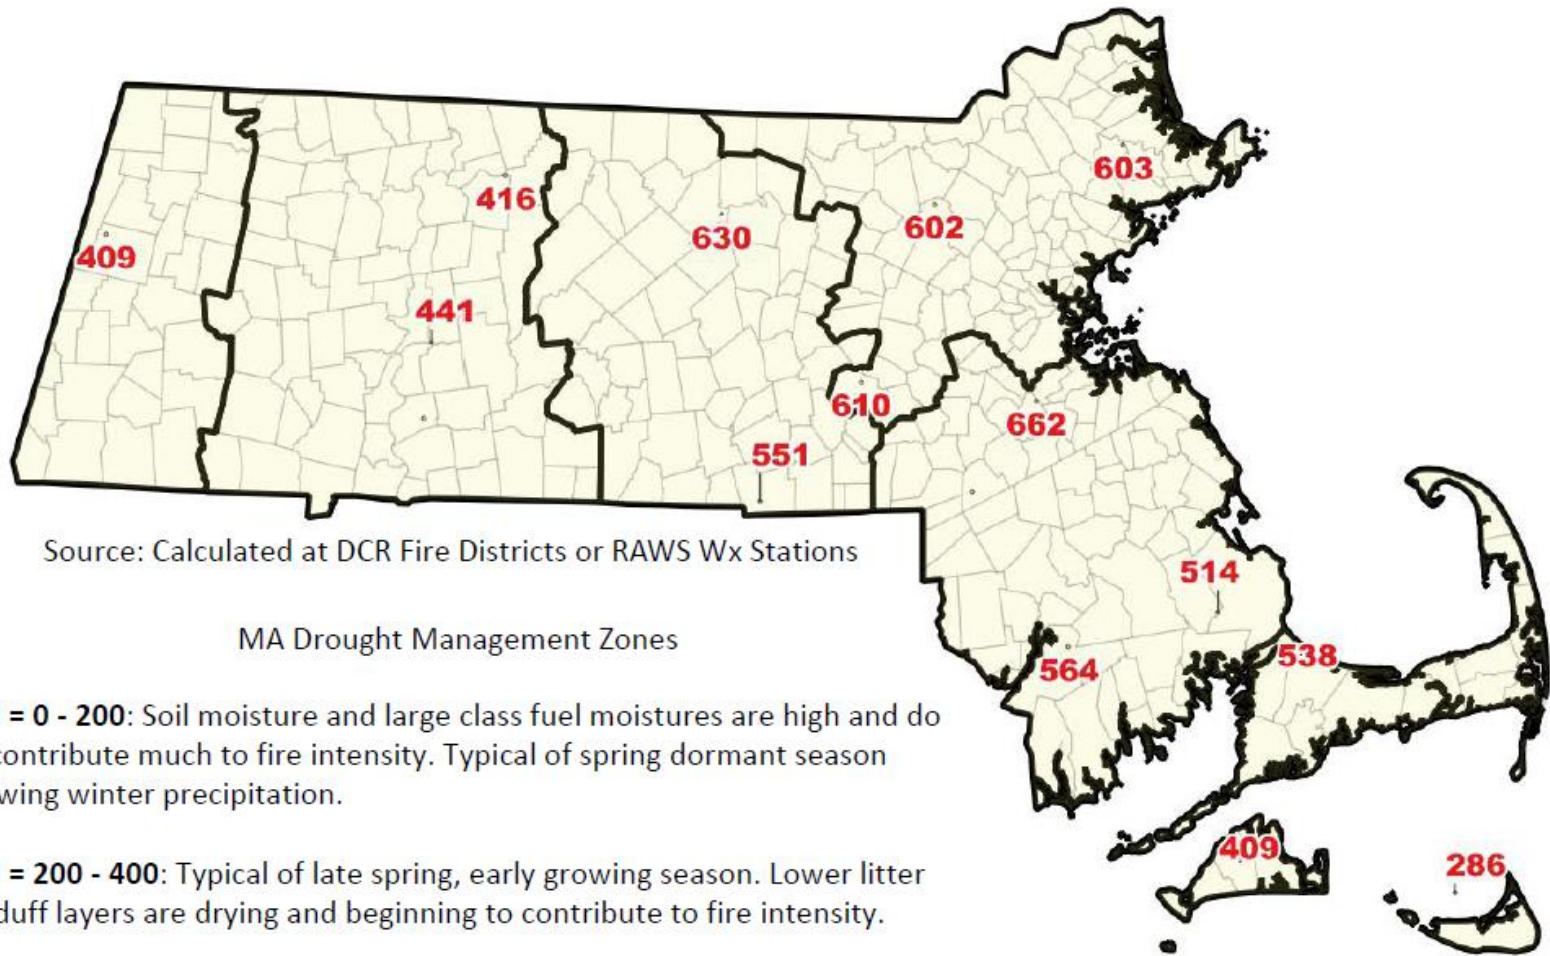 603
416
602
630
409
441
610
662
551
Source: Calculated at DCR Fire Districts or RAWS Wx Stations
514
MA Drought Management Zones
538
564
= 0 - 200: Soil moisture and large class fuel moistures are high and do
contribute much to fire intensity. Typical of spring dormant season
wing winter precipitation.
409
286
= 200 - 400: Typical of late spring, early growing season. Lower litter
duff layers are drying and beginning to contribute to fire intensity.